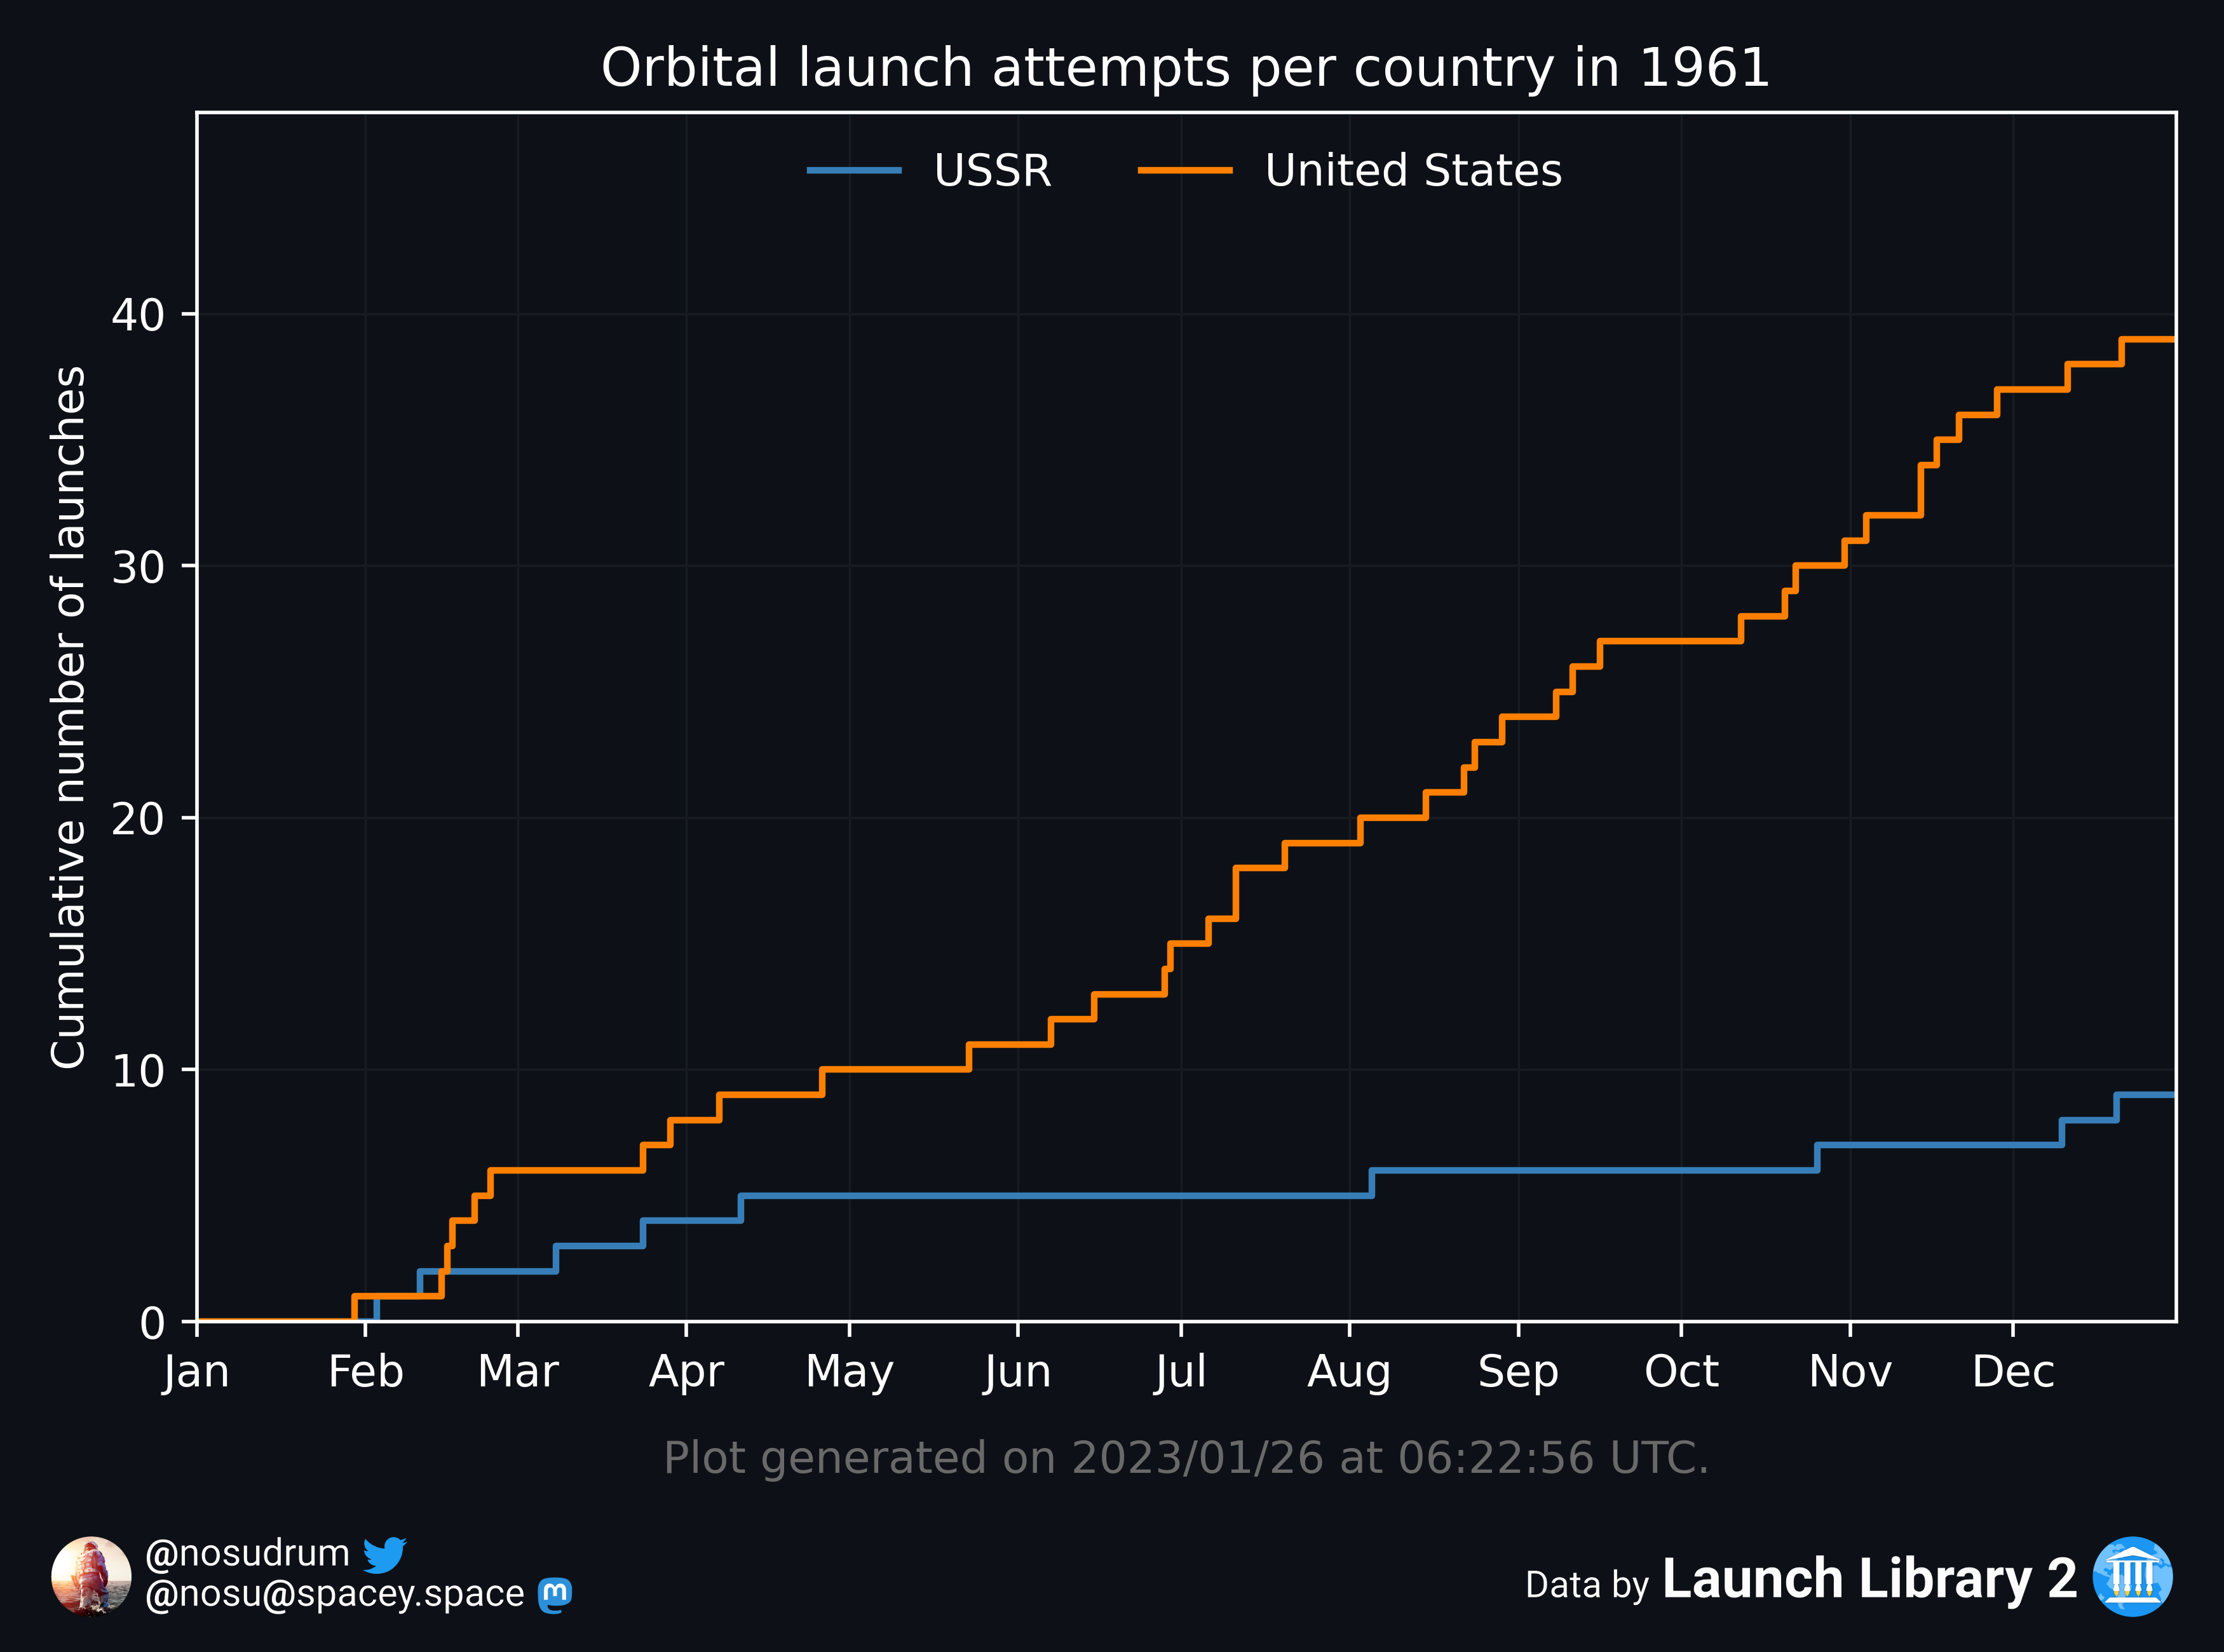 Orbital launch attempts per country in 1961
USSR United States
Cumulative number of launches
40
30
20
10
0
Jan Feb Mar Apr May Jun Jul Aug Sep Oct Nov Dec
Plot generated on 2023/01/26 at 06:22:56 UTC.
@nosudrum
@nosu@spacey.space
Data by Launch Library 2